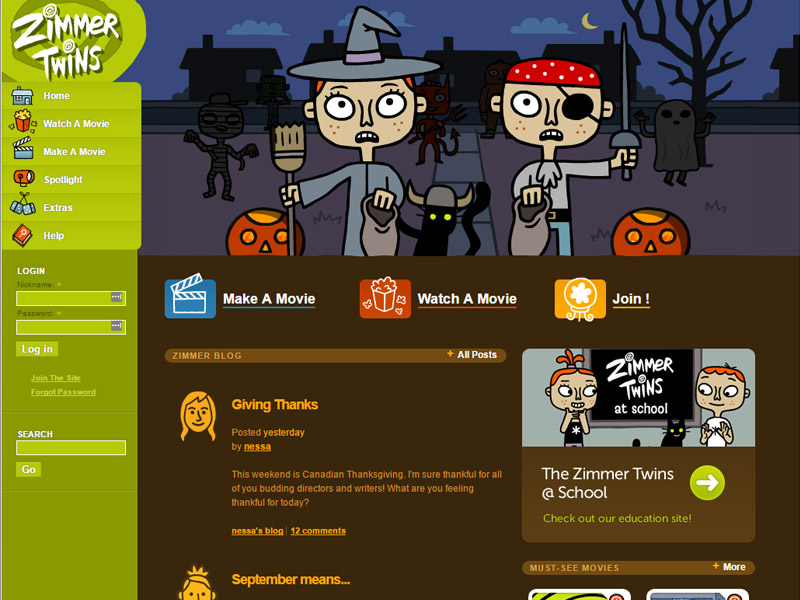 Zimmer
Twins
Home
Watch A Movie
Make A Movie
Spotlight
Extras
Help
LOGIN
Nickname: *
Password: *
Log in
Join The Site
Forgot Password
SEARCH
Go
Make A Movie
Watch A Movie
Join !
ZIMMER BLOG
+ All Posts
Giving Thanks
Posted yesterday
by nessa
This weekend is Canadian Thanksgiving. I'm sure thankful for all
of you budding directors and writers! What are you feeling
thankful for today?
nessa's blog | 12 comments
September means...
Zimmer
Twins
at school
The Zimmer Twins
@ School
Check out our education site!
MUST-SEE MOVIES
+ More